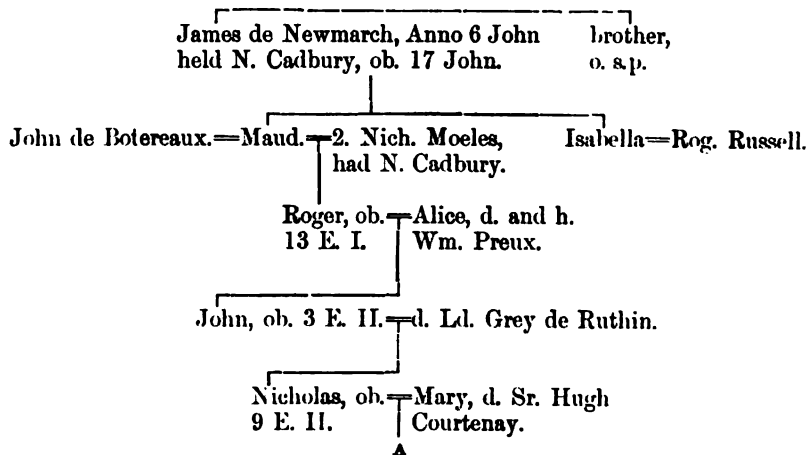 James de Newmarch, Anno 6 John brother,
held N. Cadbury, ob. 17 John. o. s. p.
John de Botereaux.=Maud.=2. Nich. Moeles, Isabella=Rog. Russell.
had N. Cadbury.
Roger, ob.=Alice, d. and h.
13 E. I. Wm. Preux.
John, ob. 3 E. II.=d. Ld. Grey de Ruthin.
Nicholas, ob.=Mary, d. Sr. Hugh
9 E. II. Courtenay.
A